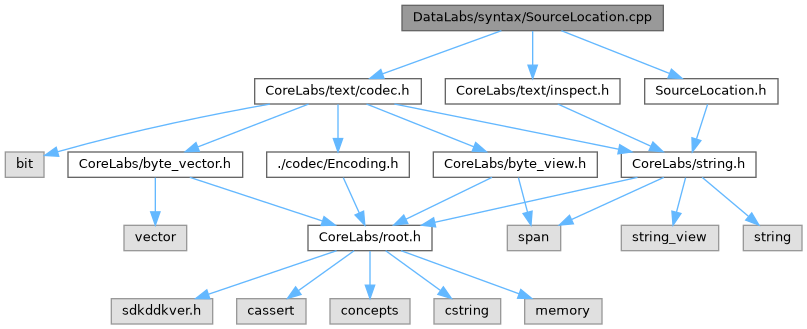 DataLabs/syntax/SourceLocation.cpp
CoreLabs/text/codec.h
CoreLabs/text/inspect.h
SourceLocation.h
bit
CoreLabs/byte_vector.h
./codec/Encoding.h
CoreLabs/byte_view.h
CoreLabs/string.h
vector
CoreLabs/root.h
span
string_view
string
sdkddkver.h
cassert
concepts
cstring
memory